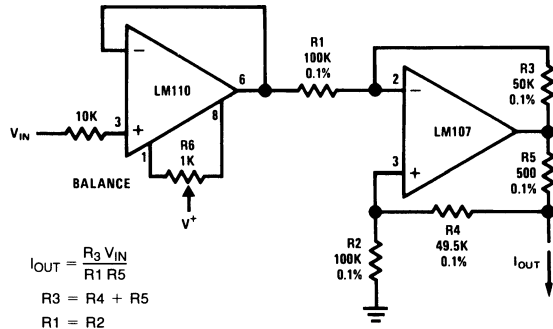 R1
100K
0.1%
R3
50K
0.1%
LM110
6
8
2
LM107
10K
VIN
3
1
R6
1K
3
R5
500
0.1%
BALANCE
V+
R4
49.5K
0.1%
R2
100K
0.1%
IOUT
IOUT = R3 VIN / R1 R5
R3 = R4 + R5
R1 = R2
− + − +